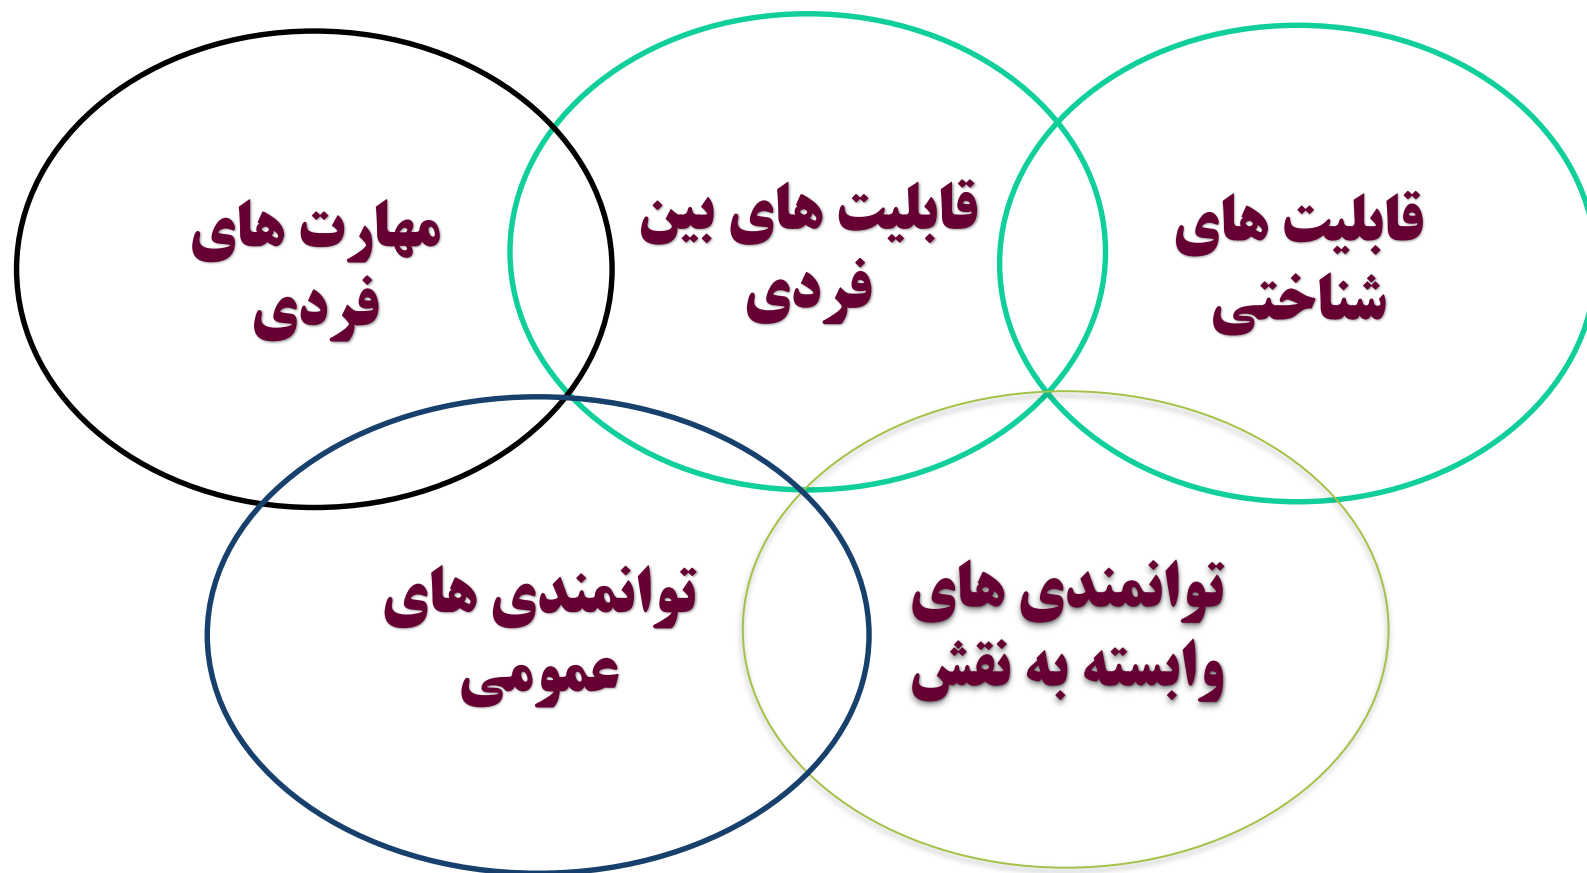 قابلیت های
شناختی
قابلیت های بین
فردی
مهارت های
فردی
توانمندی های
وابسته به نقش
توانمندی های
عمومی